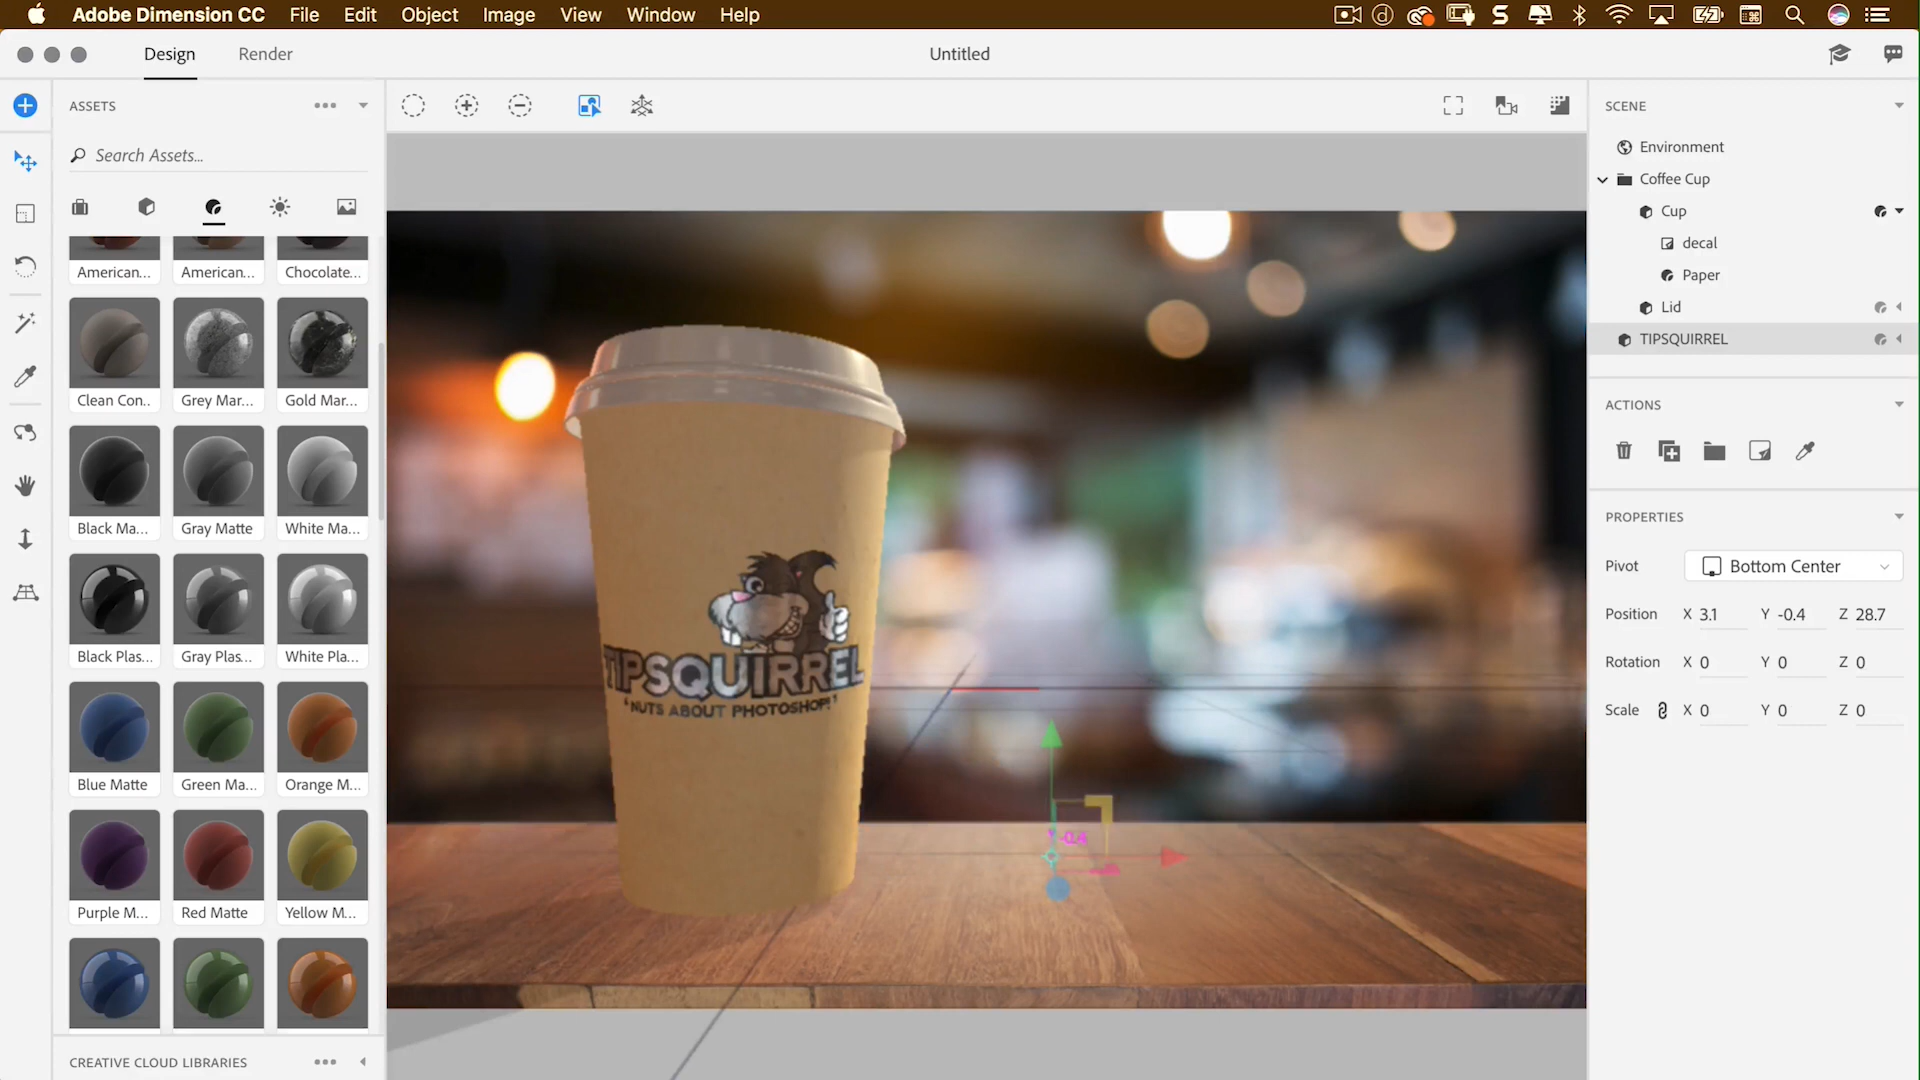 Adobe Dimension CC File Edit Object Image View Window Help
Design Render Untitled
ASSETS
Search Assets...
American... American... Chocolate...
Clean Con.. Grey Mar... Gold Mar...
Black Ma... Gray Matte White Ma...
Black Plas... Gray Plas... White Pla...
Blue Matte Green Ma... Orange M...
Purple M... Red Matte Yellow M...
CREATIVE CLOUD LIBRARIES
TIPSQUIRREL
'NUTS ABOUT PHOTOSHOP!'
Y -0.4
SCENE
Environment
Coffee Cup
Cup
decal
Paper
Lid
TIPSQUIRREL
ACTIONS
PROPERTIES
Pivot Bottom Center
Position X 3.1 Y -0.4 Z 28.7
Rotation X 0 Y 0 Z 0
Scale X 0 Y 0 Z 0